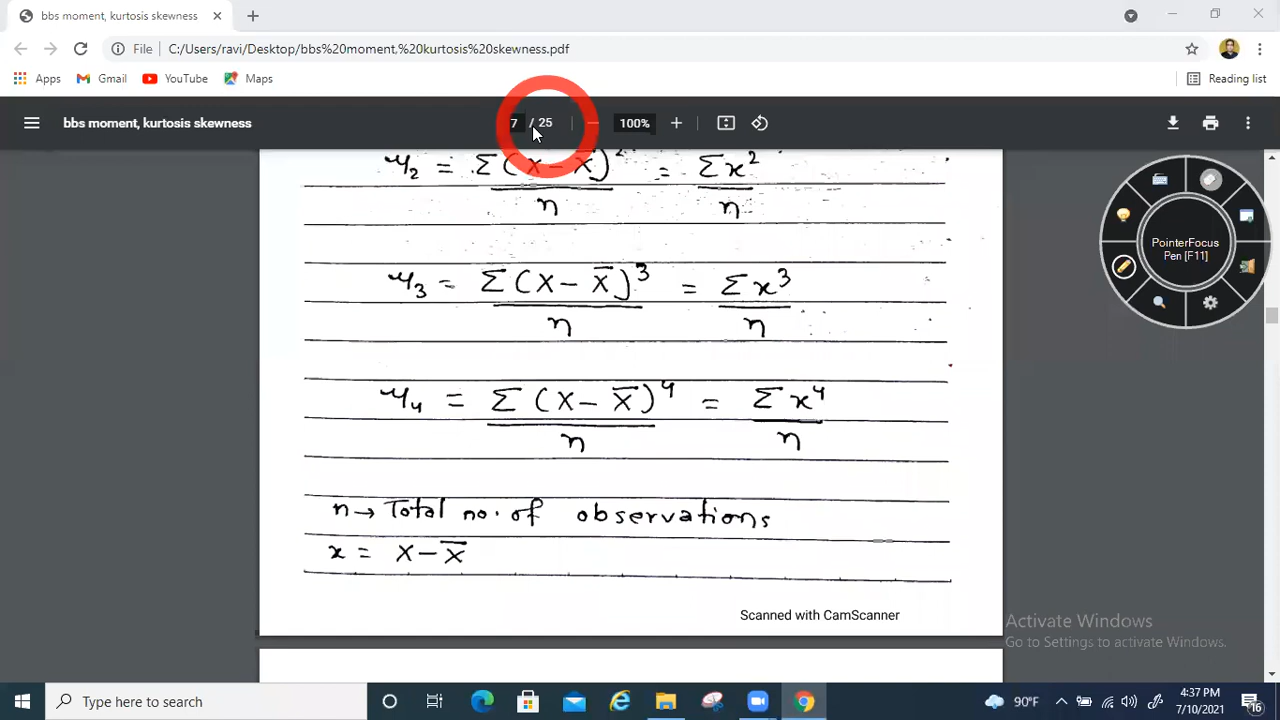 bbs moment, kurtosis skewness
File C:/Users/ravi/Desktop/bbs%20moment,%20kurtosis%20skewness.pdf
Apps Gmail YouTube Maps Reading list
bbs moment, kurtosis skewness 7 / 25 100%
μ2 = Σ(X-X̄)²/n = Σx²/n
μ3 = Σ(X-X̄)³/n = Σx³/n
μ4 = Σ(X-X̄)⁴/n = Σx⁴/n
n→ Total no. of observations
x = X-X̄
Scanned with CamScanner
PointerFocus
Pen [F11]
Activate Windows
Go to Settings to activate Windows.
Type here to search
90°F
4:37 PM
7/10/2021
16